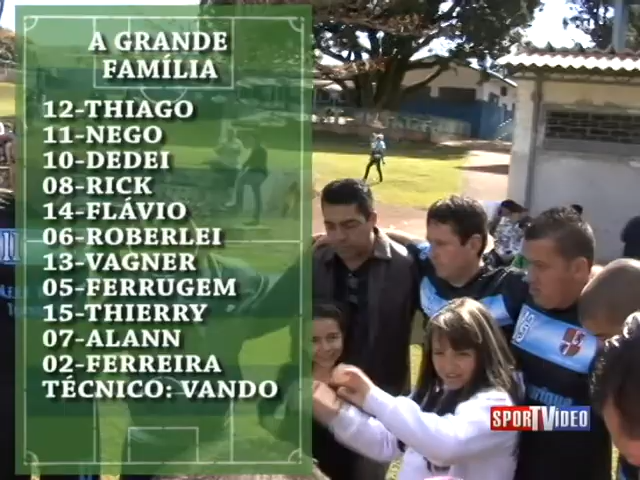 A GRANDE
FAMÍLIA
12-THIAGO
11-NEGO
10-DEDEI
08-RICK
14-FLÁVIO
06-ROBERLEI
13-VAGNER
05-FERRUGEM
15-THIERRY
07-ALANN
02-FERREIRA
TÉCNICO: VANDO
SPORTVÍDEO